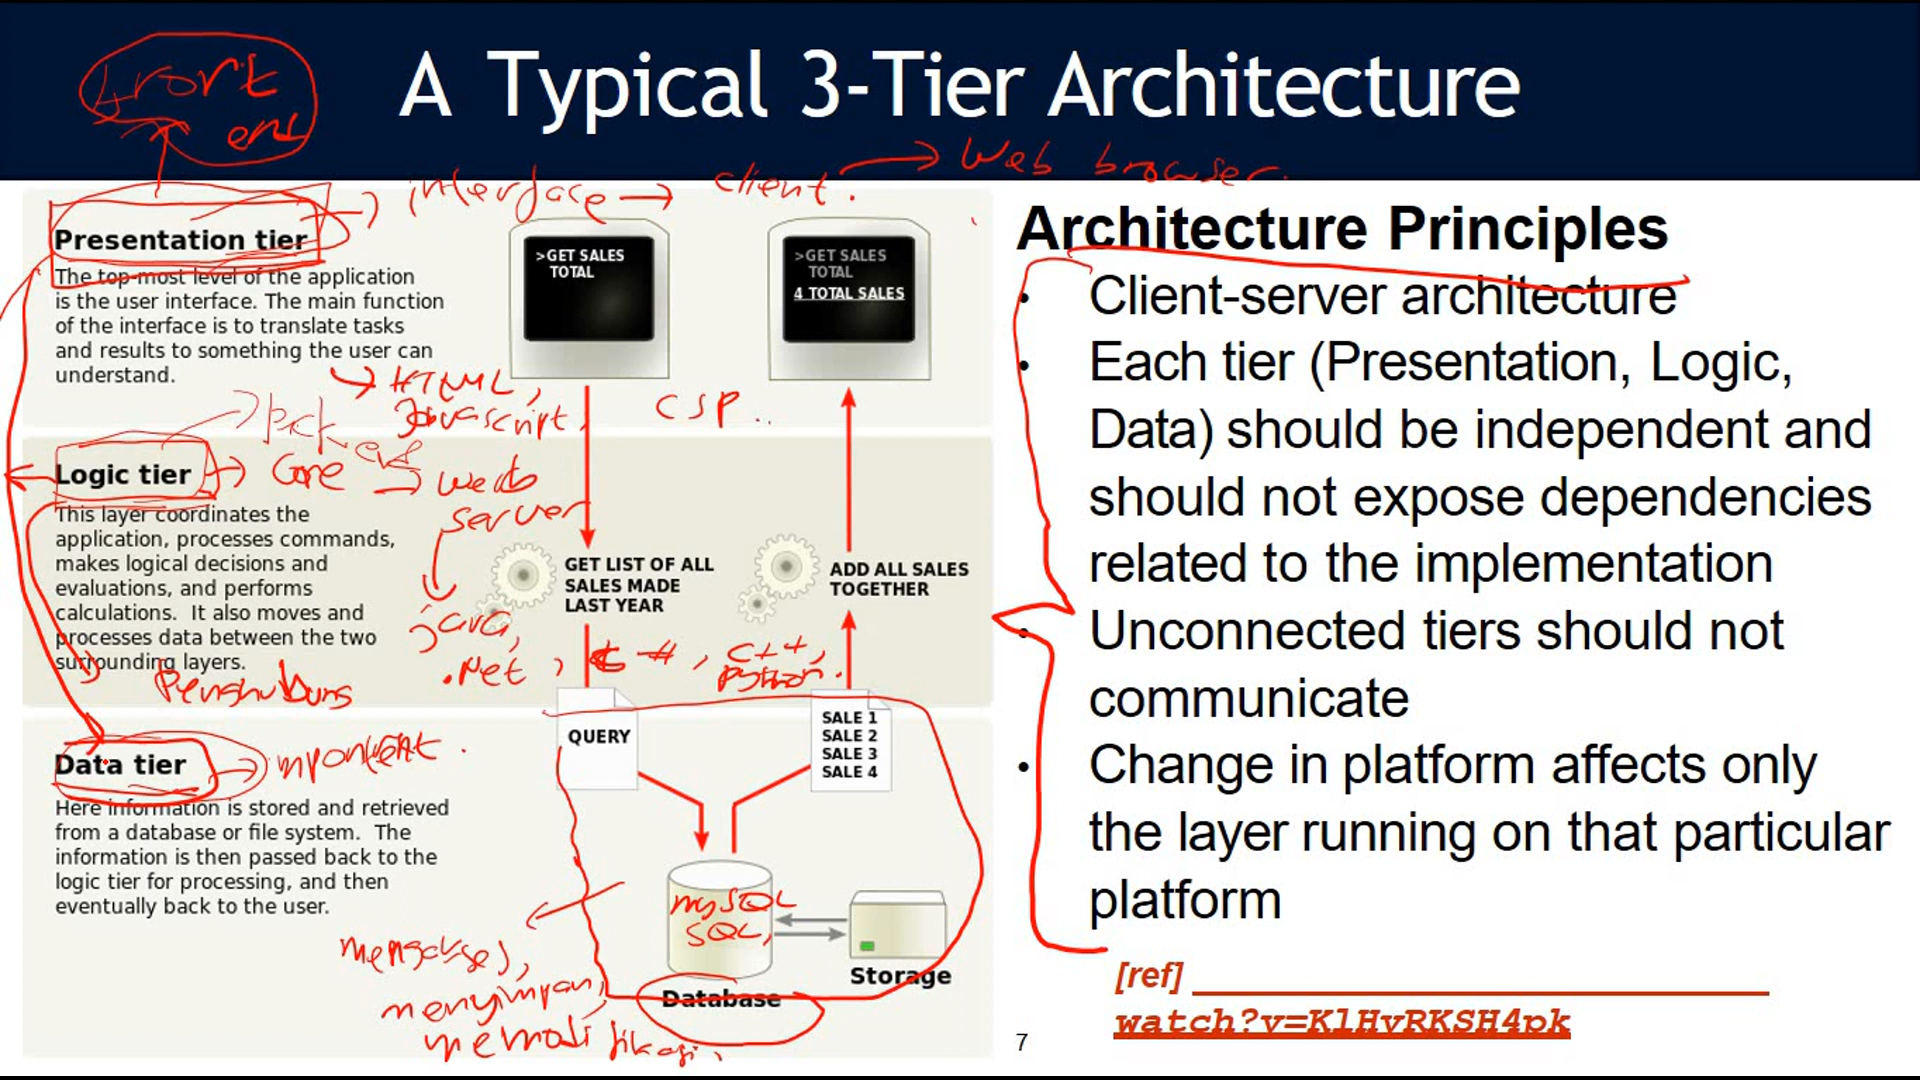 front
end
A Typical 3-Tier Architecture
interface → client. → Web browser.
Presentation tier
The top-most level of the application
is the user interface. The main function
of the interface is to translate tasks
and results to something the user can
understand.
HTML,
Javascript,
CSP..
>GET SALES
TOTAL
>GET SALES
TOTAL
4 TOTAL SALES
Logic tier
Core → web
server
This layer coordinates the
application, processes commands,
makes logical decisions and
evaluations, and performs
calculations. It also moves and
processes data between the two
surrounding layers.
Penghubung
java,
.Net, C#, C++,
python.
GET LIST OF ALL
SALES MADE
LAST YEAR
ADD ALL SALES
TOGETHER
QUERY
SALE 1
SALE 2
SALE 3
SALE 4
Data tier
Here information is stored and retrieved
from a database or file system. The
information is then passed back to the
logic tier for processing, and then
eventually back to the user.
mySQL
SQL,
Database
Storage
mengakses,
menyimpan,
memodifikasi,
Architecture Principles
• Client-server architecture
• Each tier (Presentation, Logic,
Data) should be independent and
should not expose dependencies
related to the implementation
• Unconnected tiers should not
communicate
• Change in platform affects only
the layer running on that particular
platform
[ref]
watch?v=KlHvRKSH4pk
7